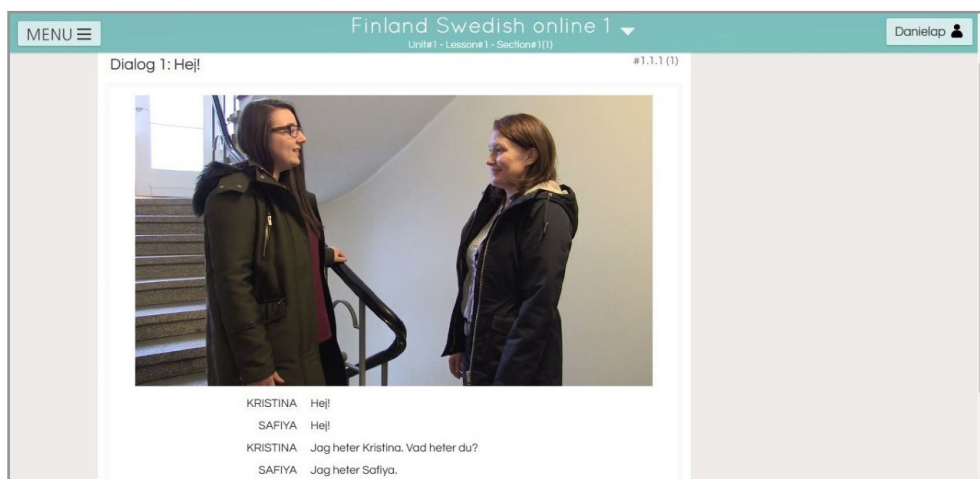 MENU
Finland Swedish online 1
Unit#1 - Lesson#1 - Section#1(1)
Danielap
Dialog 1: Hej!
#1.1.1 (1)
KRISTINA Hej!
SAFIYA Hej!
KRISTINA Jag heter Kristina. Vad heter du?
SAFIYA Jag heter Safiya.